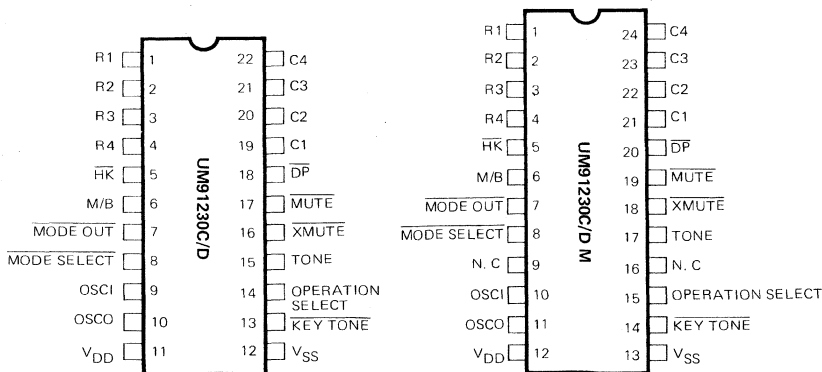 R1 1 22 C4
R2 2 21 C3
R3 3 20 C2
R4 4 19 C1
HK 5 18 DP
M/B 6 17 MUTE
MODE OUT 7 16 XMUTE
MODE SELECT 8 15 TONE
OSCI 9 14 OPERATION SELECT
OSCO 10 13 KEY TONE
VDD 11 12 VSS
UM91230C/D
R1 1 24 C4
R2 2 23 C3
R3 3 22 C2
R4 4 21 C1
HK 5 20 DP
M/B 6 19 MUTE
MODE OUT 7 18 XMUTE
MODE SELECT 8 17 TONE
N. C 9 16 N. C
OSCI 10 15 OPERATION SELECT
OSCO 11 14 KEY TONE
VDD 12 13 VSS
UM91230C/D M